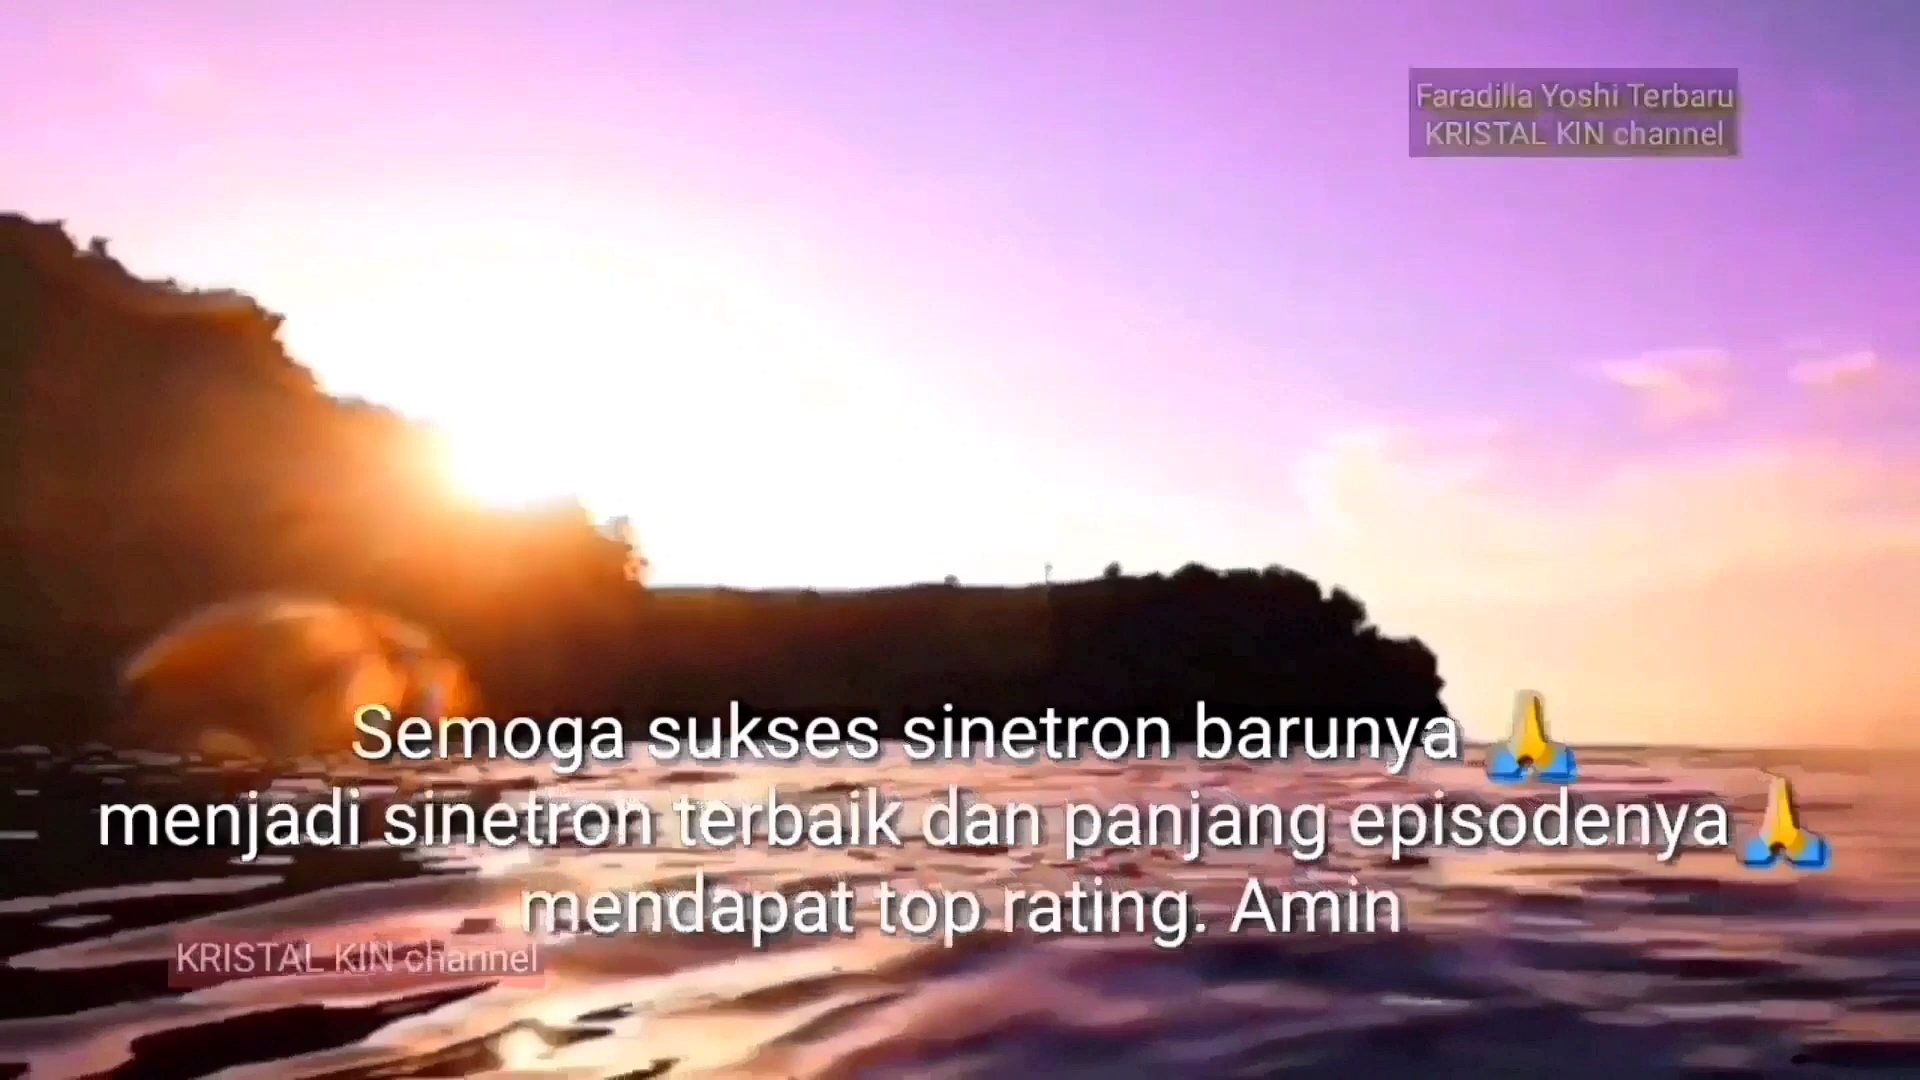 Faradilla Yoshi Terbaru
KRISTAL KIN channel
Semoga sukses sinetron barunya 🙏
menjadi sinetron terbaik dan panjang episodenya🙏
mendapat top rating. Amin
KRISTAL KIN channel